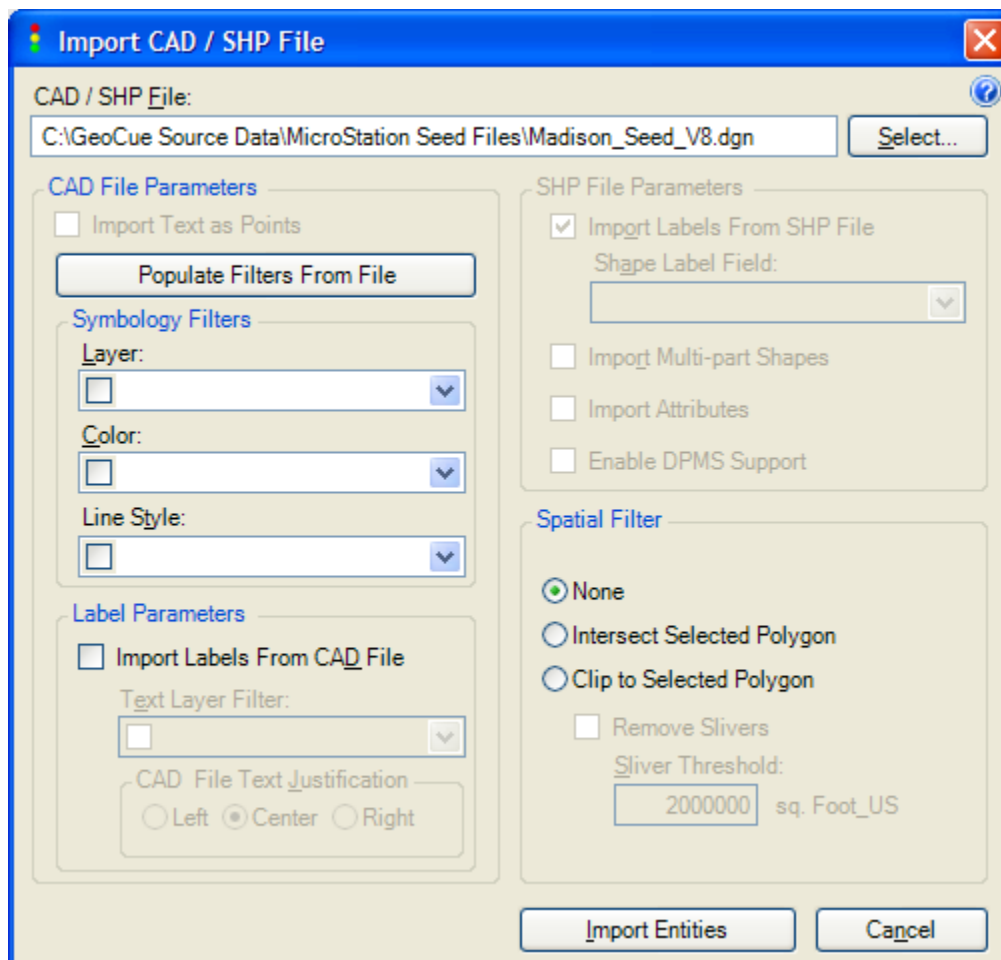 Import CAD / SHP File
CAD / SHP File:
C:\GeoCue Source Data\MicroStation Seed Files\Madison_Seed_V8.dgn
Select...
CAD File Parameters
Import Text as Points
Populate Filters From File
Symbology Filters
Layer:
Color:
Line Style:
Label Parameters
Import Labels From CAD File
Text Layer Filter:
CAD File Text Justification
Left Center Right
SHP File Parameters
Import Labels From SHP File
Shape Label Field:
Import Multi-part Shapes
Import Attributes
Enable DPMS Support
Spatial Filter
None
Intersect Selected Polygon
Clip to Selected Polygon
Remove Slivers
Sliver Threshold:
2000000 sq. Foot_US
Import Entities
Cancel